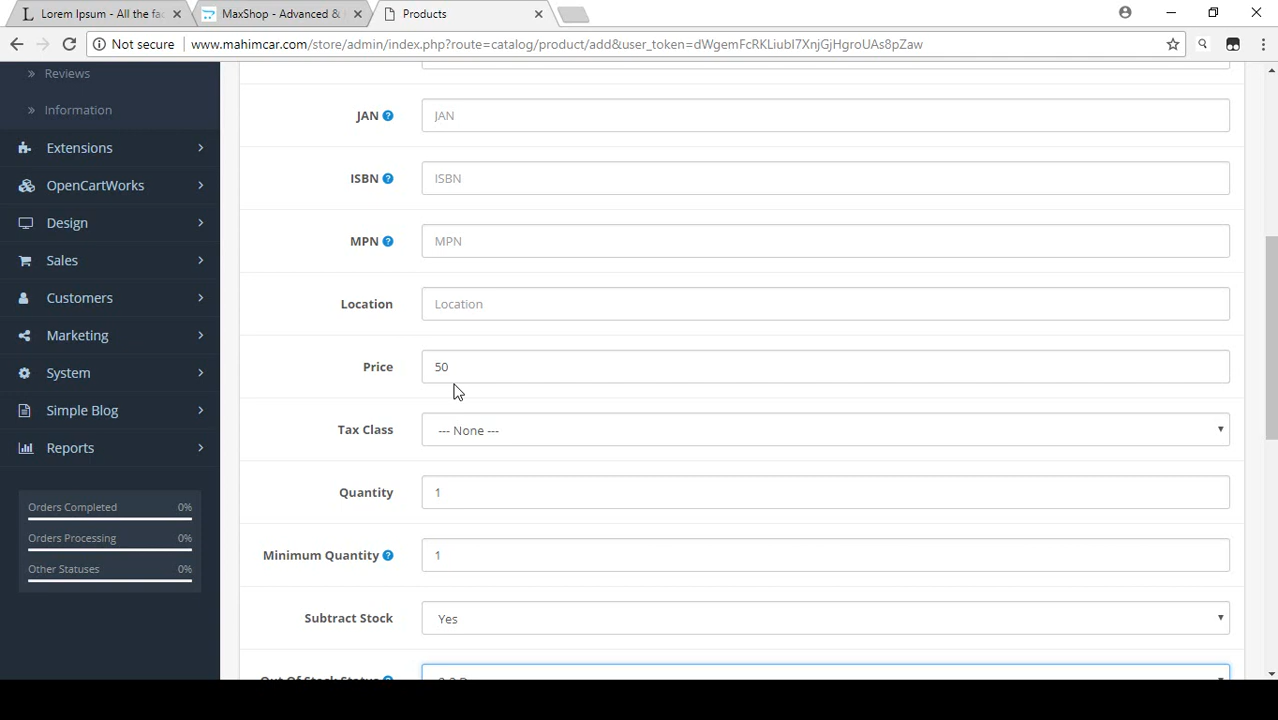 Lorem Ipsum - All the fa
MaxShop - Advanced &
Products
Not secure
www.mahimcar.com/store/admin/index.php?route=catalog/product/add&user_token=dWgemFcRKLiubI7XnjGjHgroUAs8pZaw
Reviews
Information
Extensions
OpenCartWorks
Design
Sales
Customers
Marketing
System
Simple Blog
Reports
Orders Completed 0%
Orders Processing 0%
Other Statuses 0%
JAN JAN
ISBN ISBN
MPN MPN
Location Location
Price 50
Tax Class --- None ---
Quantity 1
Minimum Quantity 1
Subtract Stock Yes
Out Of Stock Status